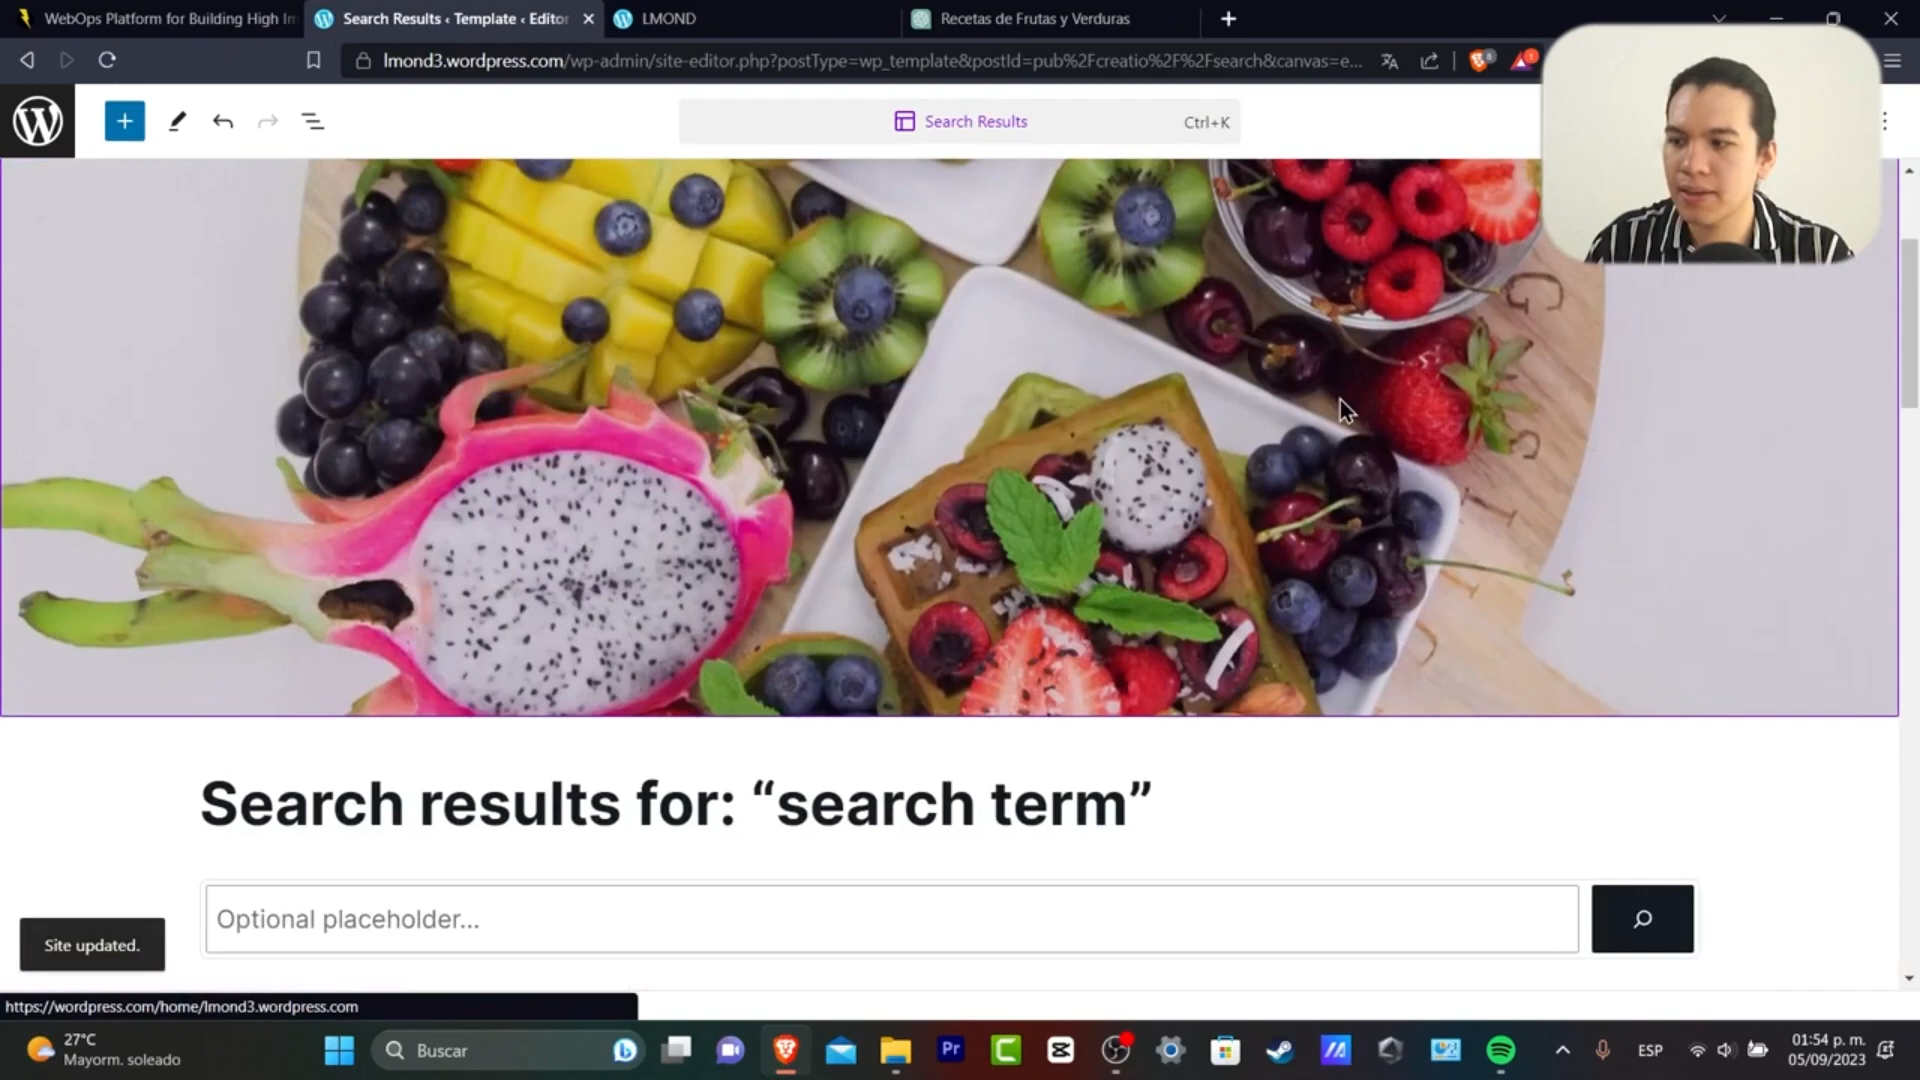 WebOps Platform for Building High Im
Search Results ‹ Template ‹ Editor
LMOND
Recetas de Frutas y Verduras
lmond3.wordpress.com/wp-admin/site-editor.php?postType=wp_template&postId=pub%2Fcreatio%2F%2Fsearch&canvas=e...
Search Results
Ctrl+K
Search results for: “search term”
Optional placeholder...
Site updated.
https://wordpress.com/home/lmond3.wordpress.com
27°C
Mayorm. soleado
Buscar
Pr
ESP
01:54 p. m.
05/09/2023